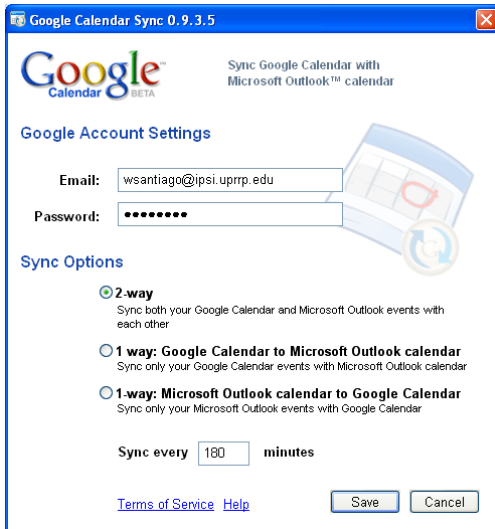 Google Calendar Sync 0.9.3.5
Google
Calendar BETA
Sync Google Calendar with
Microsoft Outlook™ calendar
Google Account Settings
Email: wsantiago@ipsi.uprrp.edu
Password: ●●●●●●●●
Sync Options
2-way
Sync both your Google Calendar and Microsoft Outlook events with
each other
1 way: Google Calendar to Microsoft Outlook calendar
Sync only your Google Calendar events with Microsoft Outlook calendar
1-way: Microsoft Outlook calendar to Google Calendar
Sync only your Microsoft Outlook events with Google Calendar
Sync every 180 minutes
Terms of Service Help Save Cancel